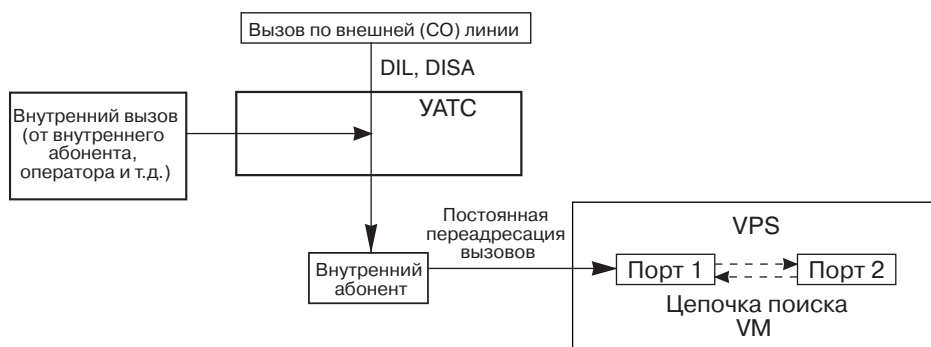 Вызов по внешней (CO) линии
DIL, DISA
УАТС
Внутренний вызов
(от внутреннего
абонента,
оператора и т.д.)
Постоянная
переадресация
вызовов
Внутренний
абонент
VPS
Порт 1
Порт 2
Цепочка поиска
VM